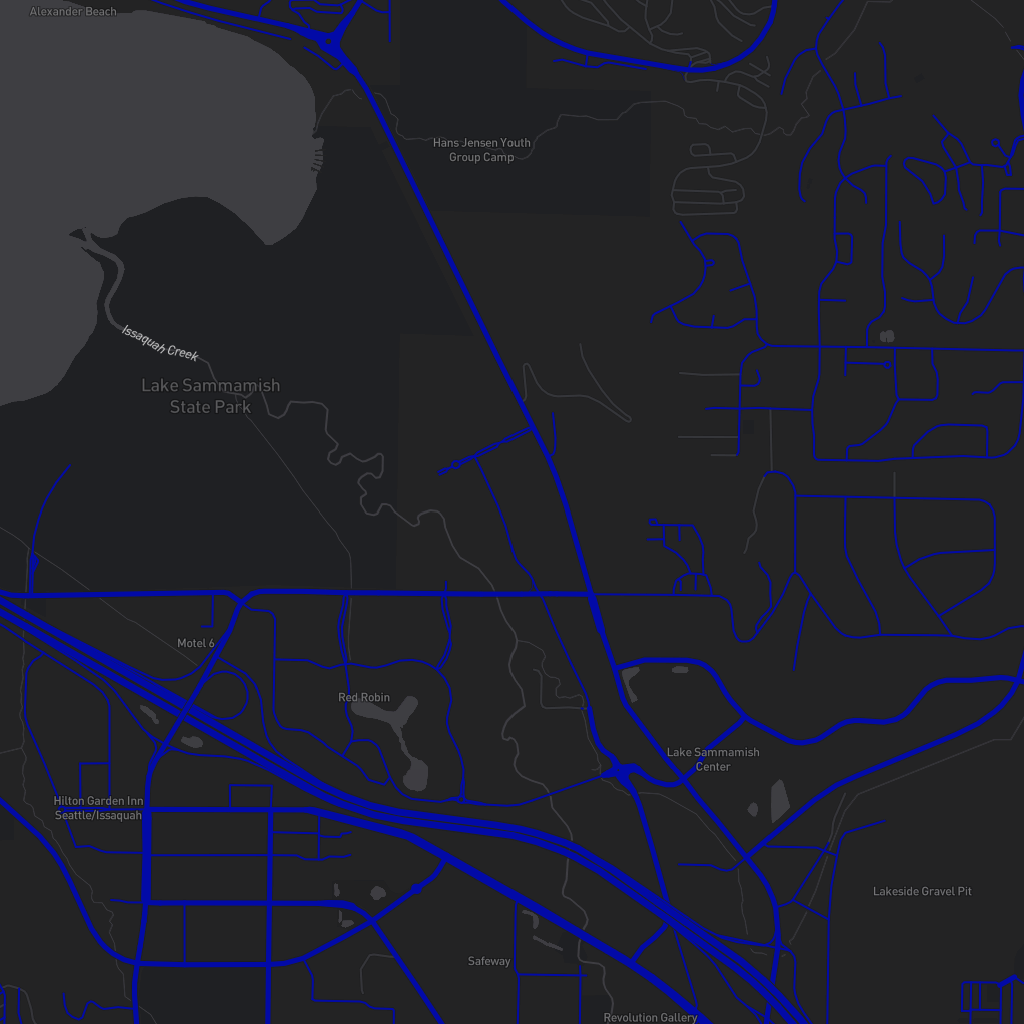 Alexander Beach
Hans Jensen Youth
Group Camp
Issaquah Creek
Lake Sammamish
State Park
Motel 6
Red Robin
Lake Sammamish
Center
Hilton Garden Inn
Seattle/Issaquah
Lakeside Gravel Pit
Safeway
Revolution Gallery